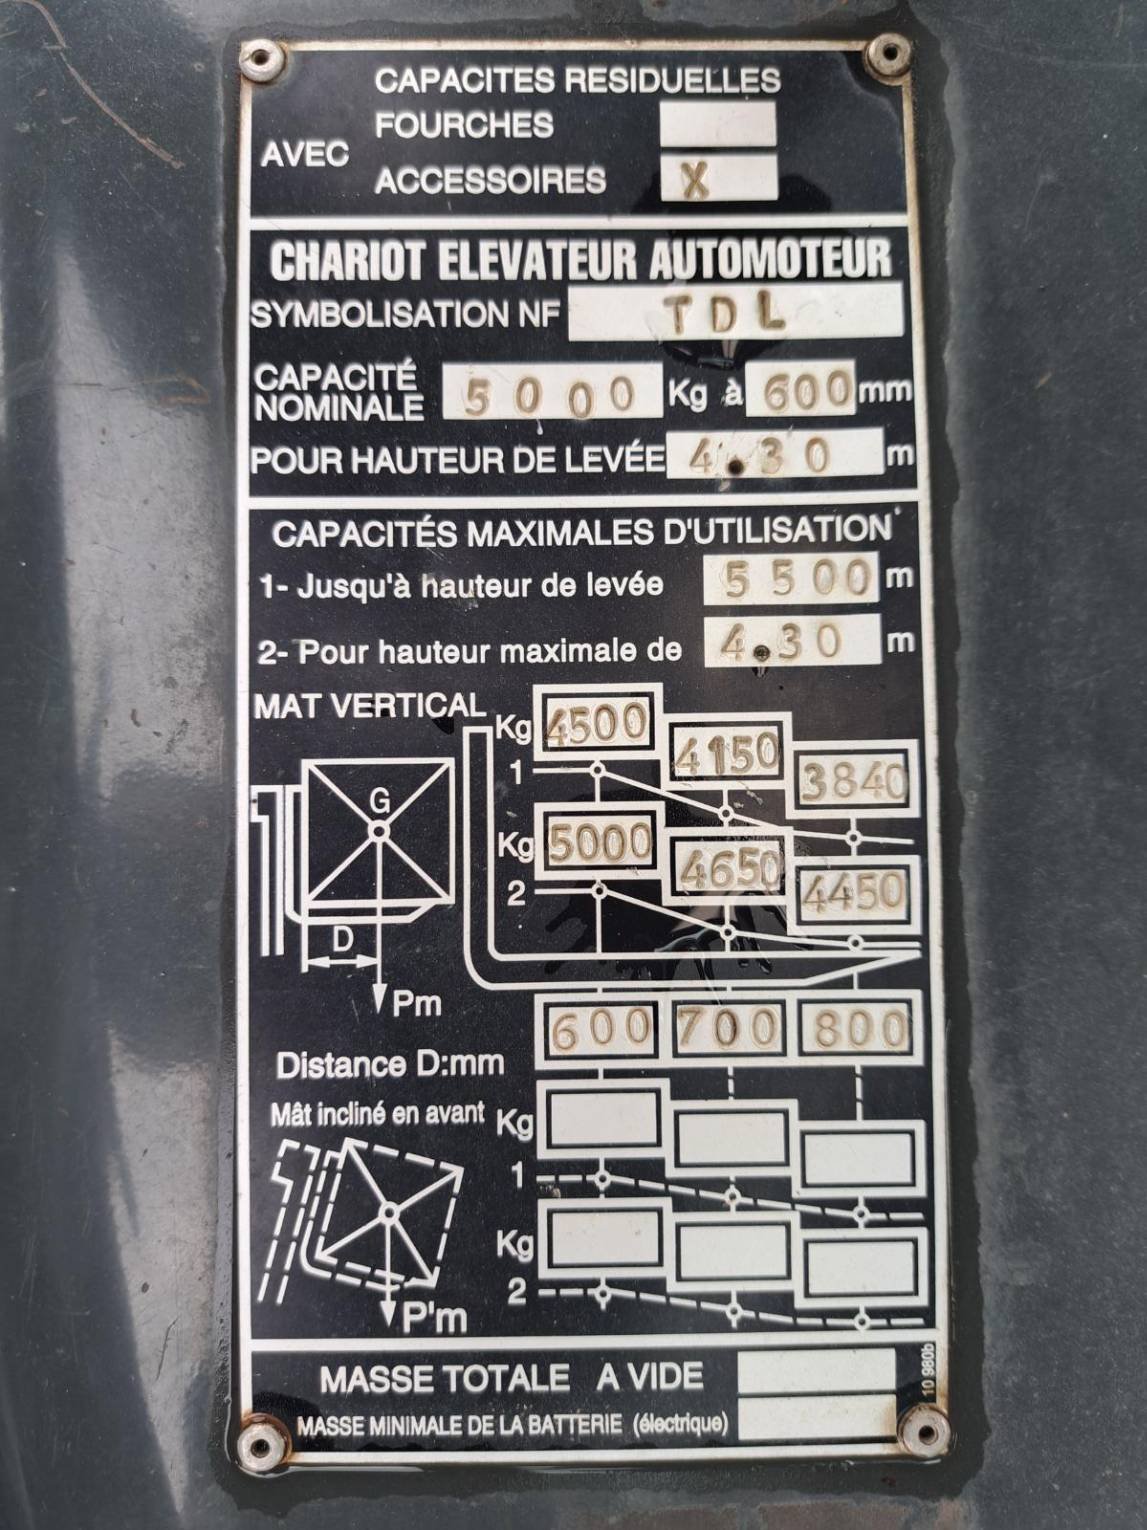 CAPACITES RESIDUELLES
FOURCHES
AVEC
ACCESSOIRES X
CHARIOT ELEVATEUR AUTOMOTEUR
SYMBOLISATION NF TDL
CAPACITÉ NOMINALE 5000 Kg à 600 mm
POUR HAUTEUR DE LEVÉE 4.30 m
CAPACITÉS MAXIMALES D'UTILISATION
1- Jusqu'à hauteur de levée 5500 m
2- Pour hauteur maximale de 4.30 m
MAT VERTICAL
Kg 4500 4150 3840
1
G
Kg 5000 4650 4450
2
D
Pm
600 700 800
Distance D:mm
Mât incliné en avant
Kg
1
Kg
2
P'm
MASSE TOTALE A VIDE
MASSE MINIMALE DE LA BATTERIE (électrique)
10 980b